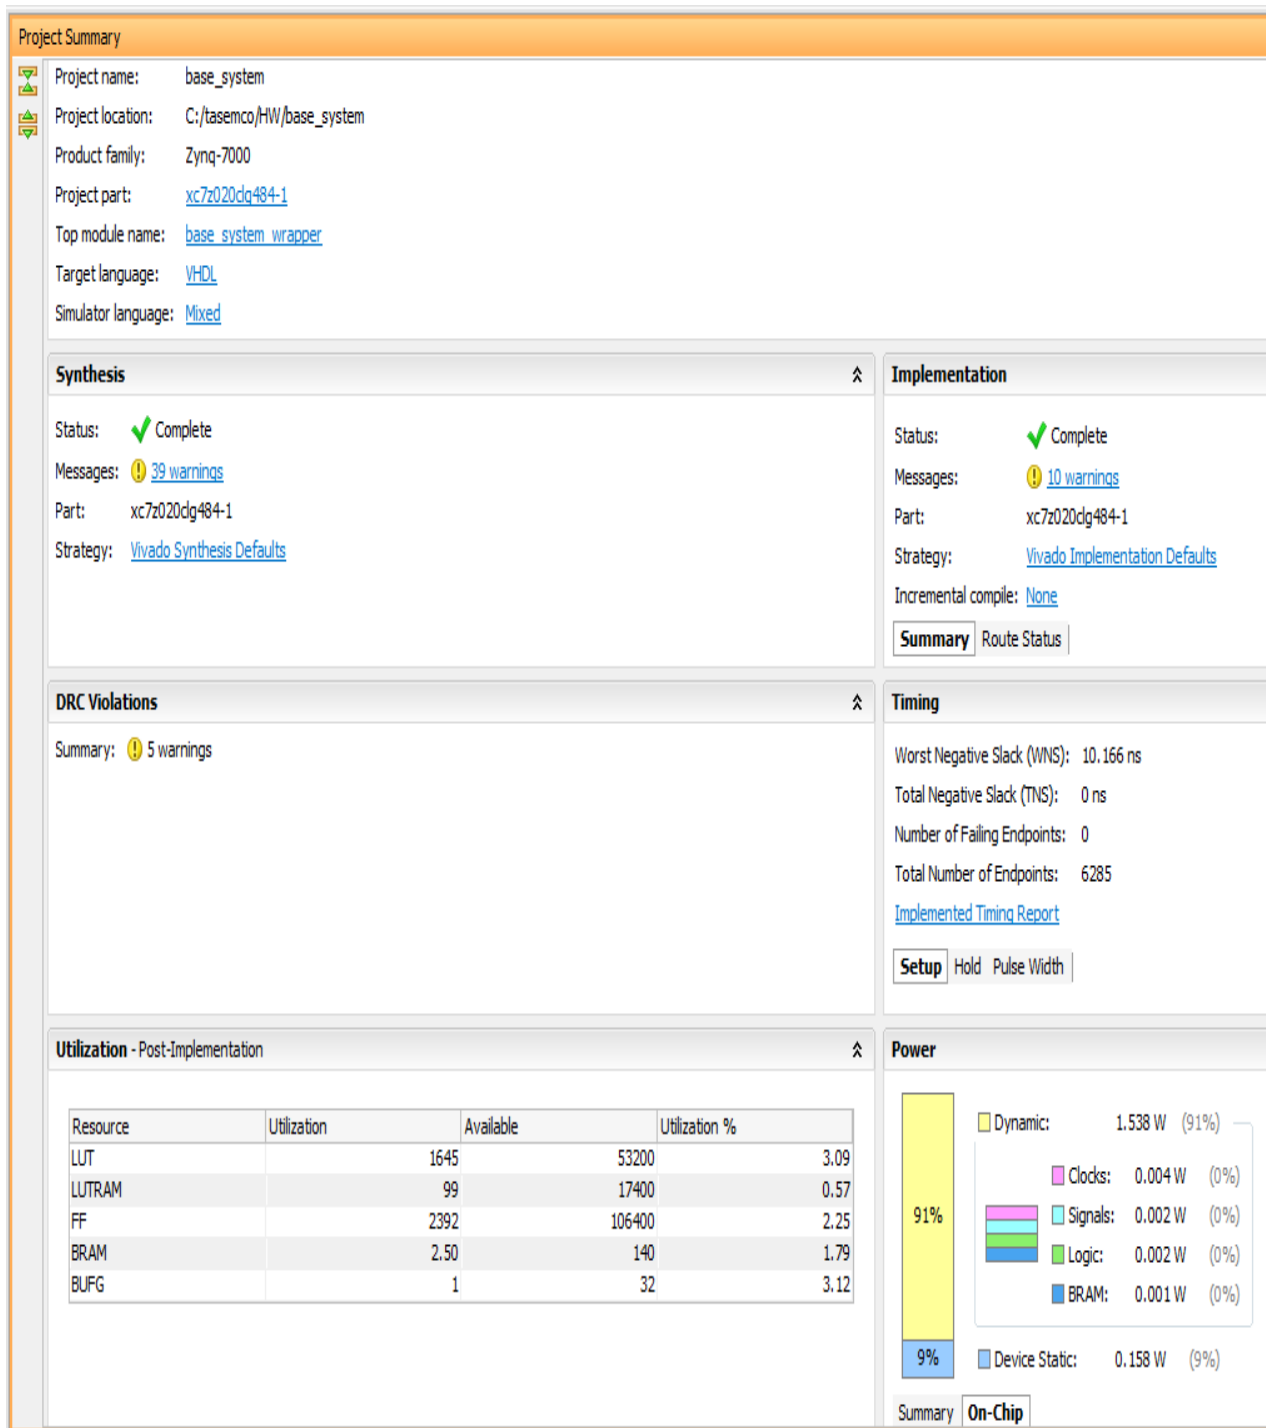 Project Summary
Project name: base_system
Project location: C:/tasemco/HW/base_system
Product family: Zynq-7000
Project part: xc7z020clg484-1
Top module name: base_system_wrapper
Target language: VHDL
Simulator language: Mixed
Synthesis
Status: Complete
Messages: 39 warnings
Part: xc7z020clg484-1
Strategy: Vivado Synthesis Defaults
Implementation
Status: Complete
Messages: 10 warnings
Part: xc7z020clg484-1
Strategy: Vivado Implementation Defaults
Incremental compile: None
Summary Route Status
DRC Violations
Summary: 5 warnings
Timing
Worst Negative Slack (WNS): 10.166 ns
Total Negative Slack (TNS): 0 ns
Number of Failing Endpoints: 0
Total Number of Endpoints: 6285
Implemented Timing Report
Setup Hold Pulse Width
Utilization - Post-Implementation
Resource Utilization Available Utilization %
LUT 1645 53200 3.09
LUTRAM 99 17400 0.57
FF 2392 106400 2.25
BRAM 2.50 140 1.79
BUFG 1 32 3.12
Power
91%
9%
Dynamic: 1.538 W (91%)
Clocks: 0.004 W (0%)
Signals: 0.002 W (0%)
Logic: 0.002 W (0%)
BRAM: 0.001 W (0%)
Device Static: 0.158 W (9%)
Summary On-Chip